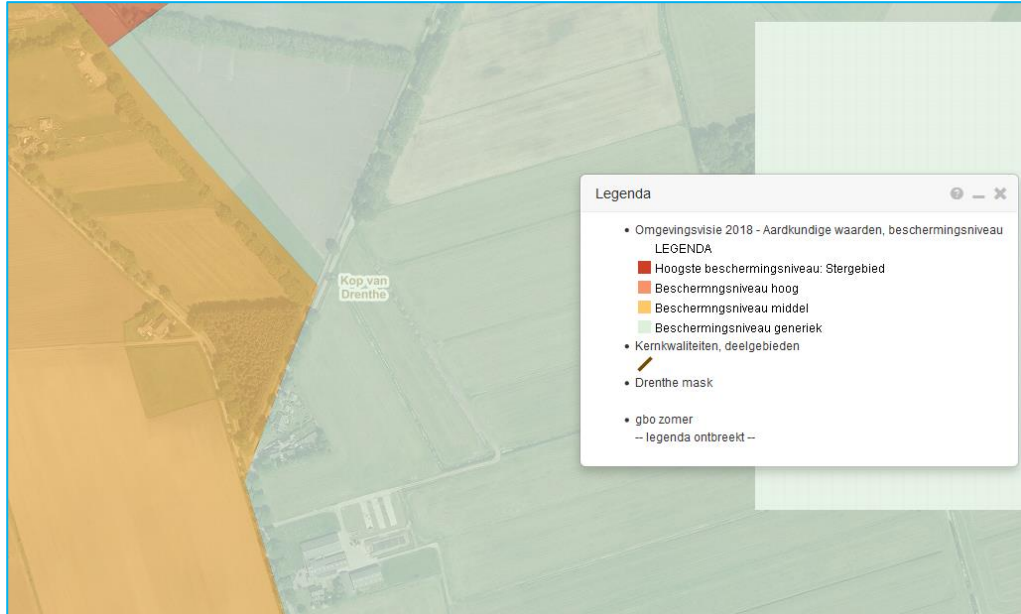 Kop van
Drenthe
Legenda
• Omgevingsvisie 2018 - Aardkundige waarden, beschermingsniveau
LEGENDA
Hoogste beschermingsniveau: Stergebied
Beschermngsniveau hoog
Beschermngsniveau middel
Beschermingsniveau generiek
• Kernkwaliteiten, deelgebieden
• Drenthe mask
• gbo zomer
-- legenda ontbreekt --